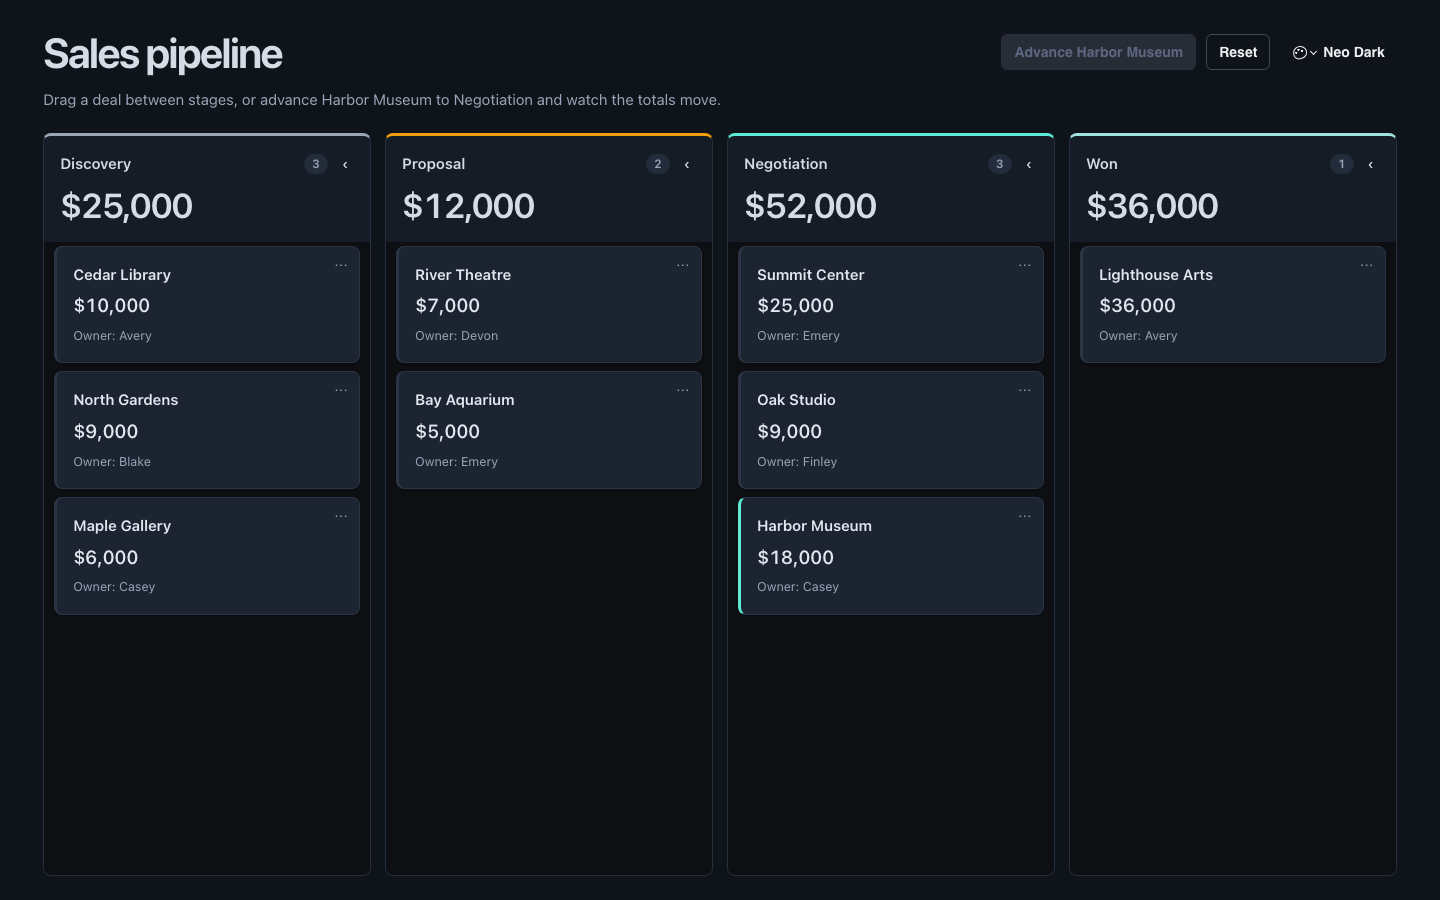 Sales pipeline
Advance Harbor Museum
Reset
Neo Dark
Drag a deal between stages, or advance Harbor Museum to Negotiation and watch the totals move.
Discovery
3
$25,000
Cedar Library
$10,000
Owner: Avery
North Gardens
$9,000
Owner: Blake
Maple Gallery
$6,000
Owner: Casey
Proposal
2
$12,000
River Theatre
$7,000
Owner: Devon
Bay Aquarium
$5,000
Owner: Emery
Negotiation
3
$52,000
Summit Center
$25,000
Owner: Emery
Oak Studio
$9,000
Owner: Finley
Harbor Museum
$18,000
Owner: Casey
Won
1
$36,000
Lighthouse Arts
$36,000
Owner: Avery